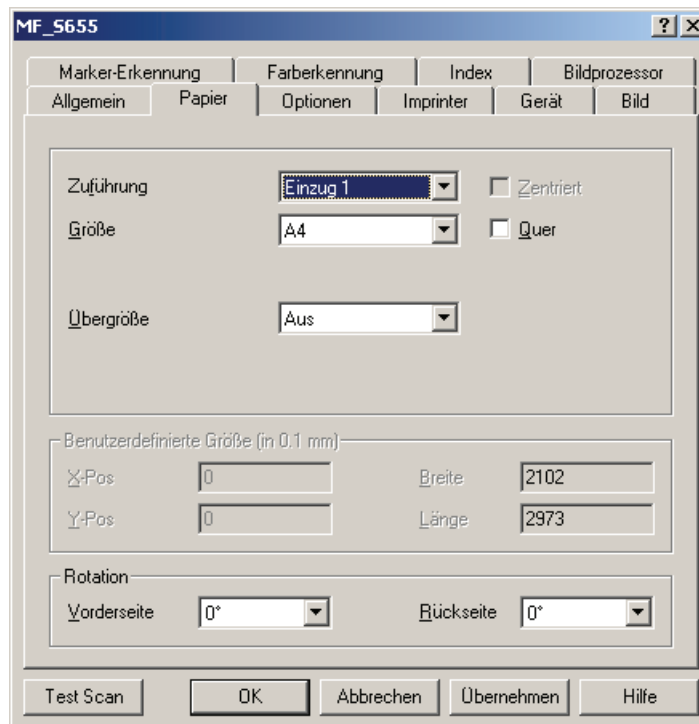 MF_S655
Marker-Erkennung Farberkennung Index Bildprozessor
Allgemein Papier Optionen Imprinter Gerät Bild
Zuführung Einzug 1 Zentriert
Größe A4 Quer
Übergröße Aus
Benutzerdefinierte Größe (in 0.1 mm)
X-Pos 0 Breite 2102
Y-Pos 0 Länge 2973
Rotation
Vorderseite 0° Rückseite 0°
Test Scan OK Abbrechen Übernehmen Hilfe